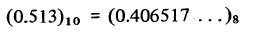 (0.513)₁₀ = (0.406517 ...)₈